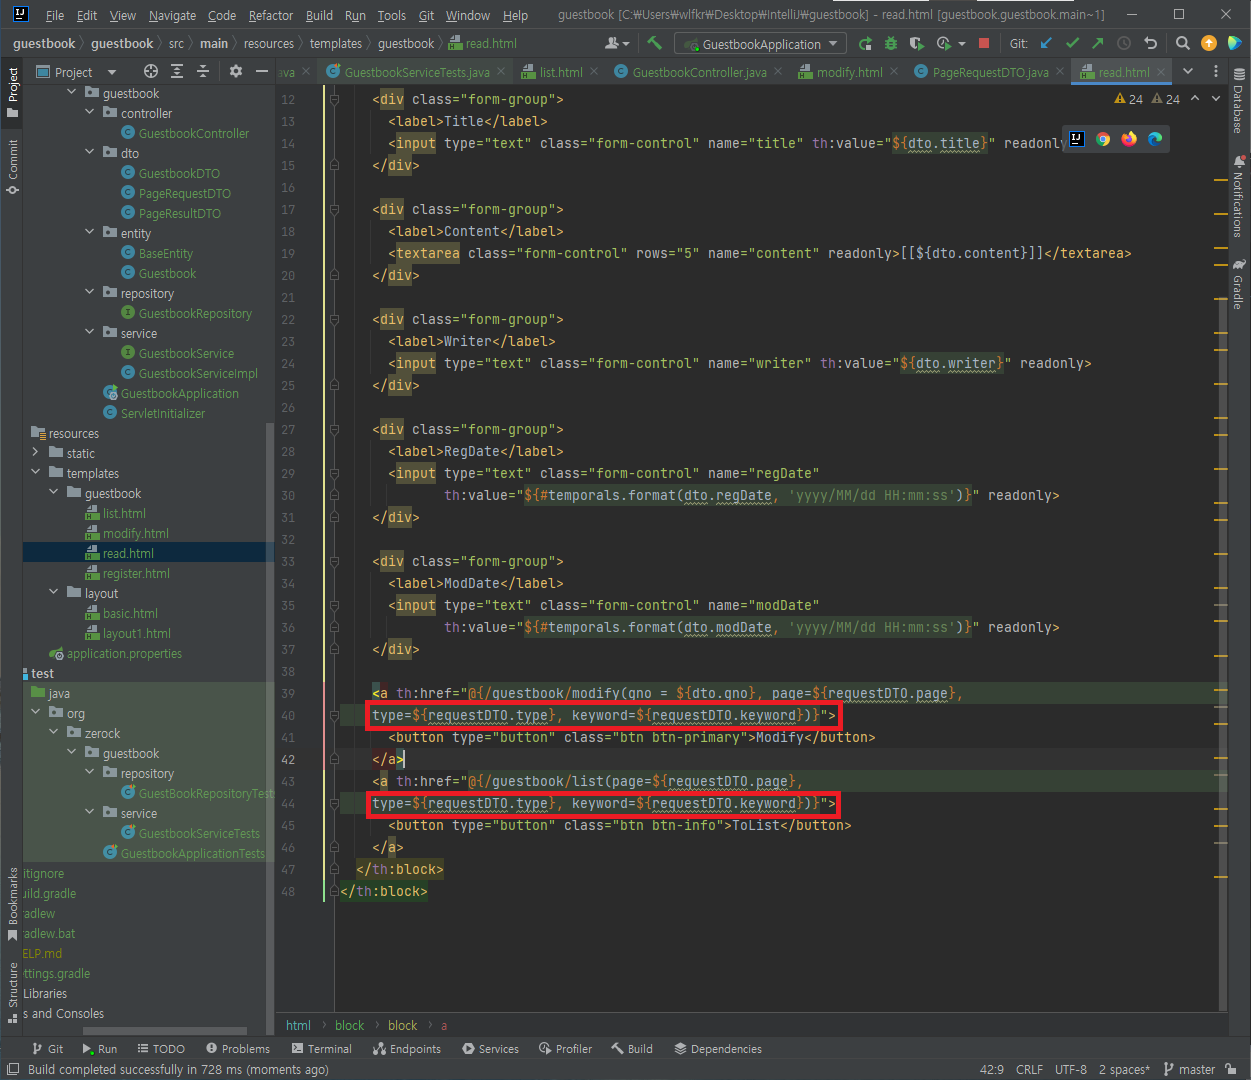 File Edit View Navigate Code Refactor Build Run Tools Git Window Help guestbook [C:₩Users₩wlfkr₩Desktop₩IntelliJ₩guestbook] - read.html [guestbook.guestbook.main~1]
guestbook guestbook src main resources templates guestbook read.html GuestbookApplication Git:
Project ava GuestbookServiceTests.java list.html GuestbookController.java modify.html PageRequestDTO.java read.html
Project
Commit
Bookmarks
Structure
guestbook
controller
GuestbookController
dto
GuestbookDTO
PageRequestDTO
PageResultDTO
entity
BaseEntity
Guestbook
repository
GuestbookRepository
service
GuestbookService
GuestbookServiceImpl
GuestbookApplication
ServletInitializer
resources
static
templates
guestbook
list.html
modify.html
read.html
register.html
layout
basic.html
layout1.html
application.properties
test
java
org
zerock
guestbook
repository
GuestBookRepositoryTests
service
GuestbookServiceTests
GuestbookApplicationTests
itignore
uild.gradle
radlew
radlew.bat
ELP.md
ettings.gradle
Libraries
s and Consoles
24 24
12 <div class="form-group">
13 <label>Title</label>
14 <input type="text" class="form-control" name="title" th:value="${dto.title}" readonly
15 </div>
16
17 <div class="form-group">
18 <label>Content</label>
19 <textarea class="form-control" rows="5" name="content" readonly>[[${dto.content}]]</textarea>
20 </div>
21
22 <div class="form-group">
23 <label>Writer</label>
24 <input type="text" class="form-control" name="writer" th:value="${dto.writer}" readonly>
25 </div>
26
27 <div class="form-group">
28 <label>RegDate</label>
29 <input type="text" class="form-control" name="regDate"
30 th:value="${#temporals.format(dto.regDate, 'yyyy/MM/dd HH:mm:ss')}" readonly>
31 </div>
32
33 <div class="form-group">
34 <label>ModDate</label>
35 <input type="text" class="form-control" name="modDate"
36 th:value="${#temporals.format(dto.modDate, 'yyyy/MM/dd HH:mm:ss')}" readonly>
37 </div>
38
39 <a th:href="@{/guestbook/modify(gno = ${dto.gno}, page=${requestDTO.page},
40 type=${requestDTO.type}, keyword=${requestDTO.keyword})}">
41 <button type="button" class="btn btn-primary">Modify</button>
42 </a>
43 <a th:href="@{/guestbook/list(page=${requestDTO.page},
44 type=${requestDTO.type}, keyword=${requestDTO.keyword})}">
45 <button type="button" class="btn btn-info">ToList</button>
46 </a>
47 </th:block>
48 </th:block>
Database
Notifications
Gradle
html block block a
Git Run TODO Problems Terminal Endpoints Services Profiler Build Dependencies
Build completed successfully in 728 ms (moments ago) 42:9 CRLF UTF-8 2 spaces* master